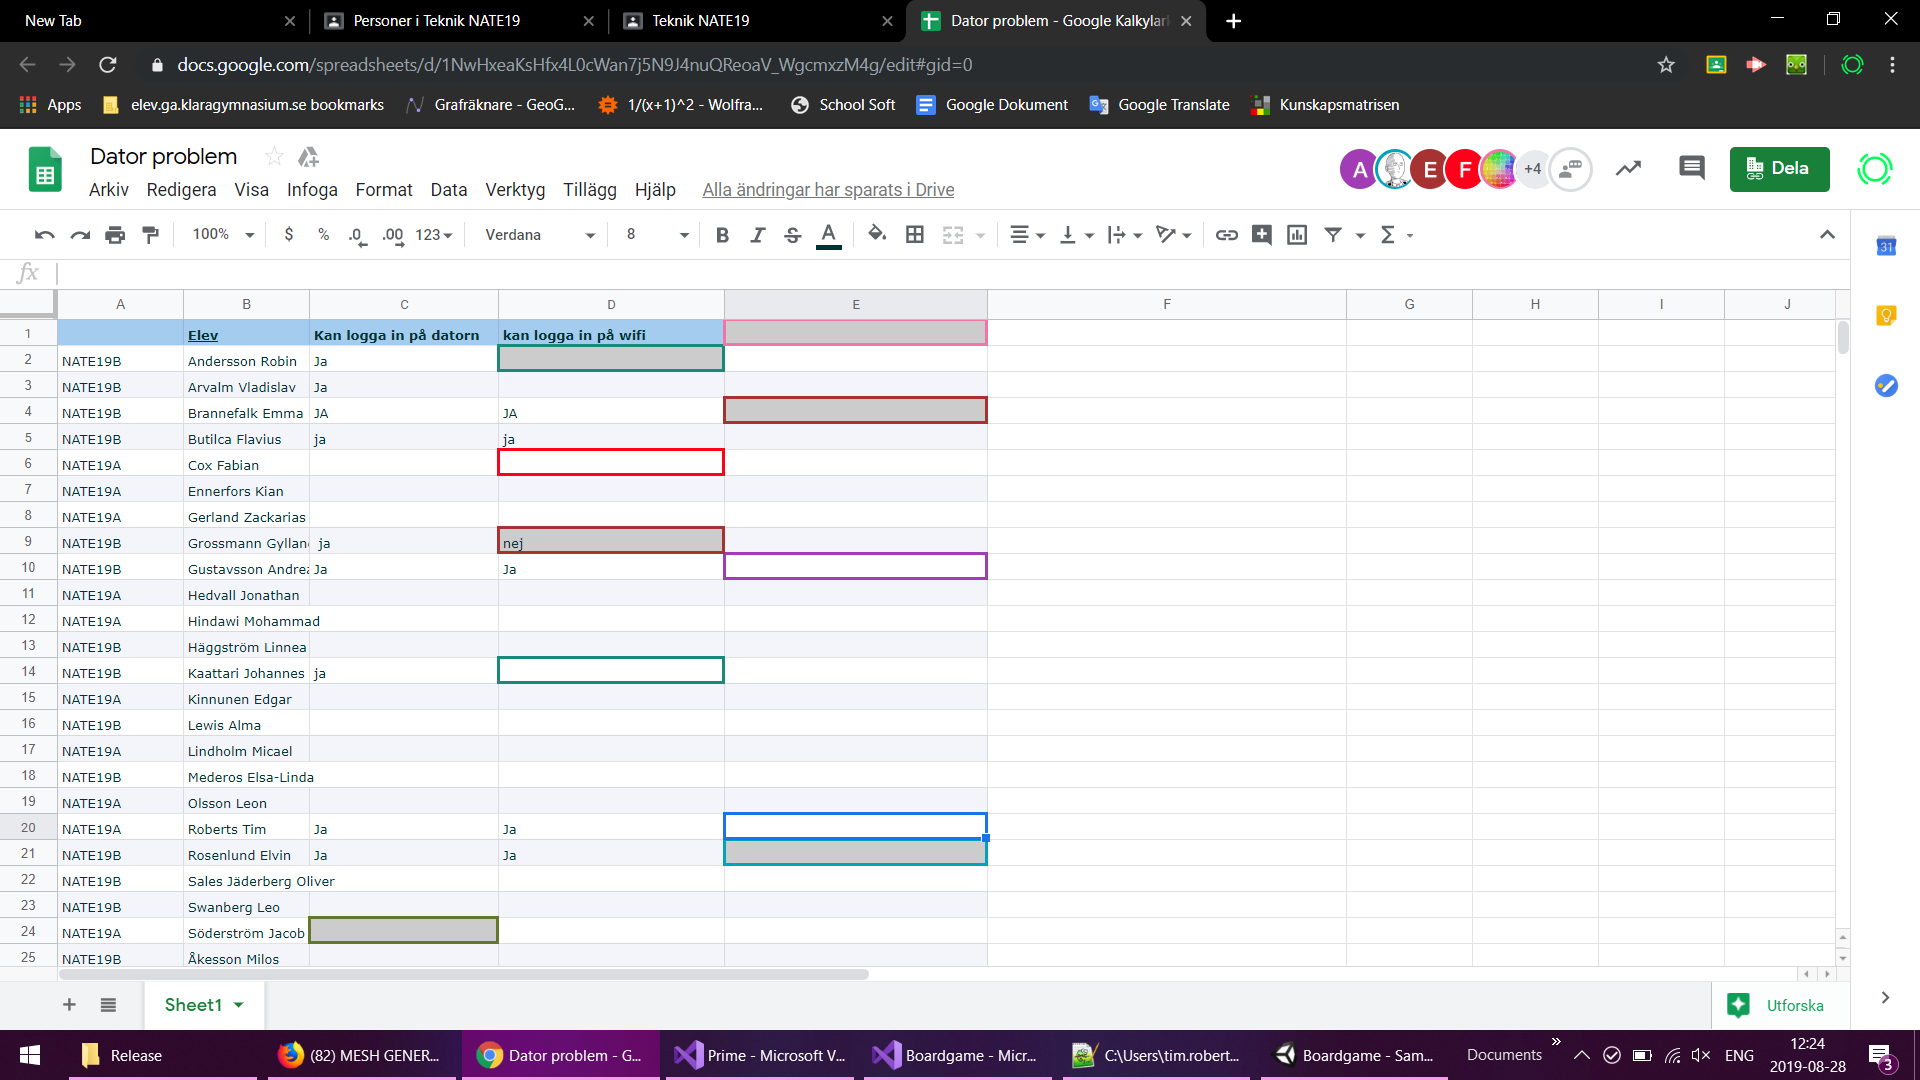 New Tab
Personer i Teknik NATE19
Teknik NATE19
Dator problem - Google Kalkylar
docs.google.com/spreadsheets/d/1NwHxeaKsHfx4L0cWan7j5N9J4nuQReoaV_WgcmxzM4g/edit#gid=0
Apps elev.ga.klaragymnasium.se bookmarks Grafräknare - GeoG... 1/(x+1)^2 - Wolfra... School Soft Google Dokument Google Translate Kunskapsmatrisen
Dator problem
A E F +4 Dela
Arkiv Redigera Visa Infoga Format Data Verktyg Tillägg Hjälp Alla ändringar har sparats i Drive
100% $ % .0 .00 123 Verdana 8 B I S A Σ
31
fx
A B C D E F G H I J
1 Elev Kan logga in på datorn kan logga in på wifi
2 NATE19B Andersson Robin Ja
3 NATE19B Arvalm Vladislav Ja
4 NATE19B Brannefalk Emma JA JA
5 NATE19B Butilca Flavius ja ja
6 NATE19A Cox Fabian
7 NATE19A Ennerfors Kian
8 NATE19A Gerland Zackarias
9 NATE19B Grossmann Gyllan ja nej
10 NATE19B Gustavsson Andrea Ja Ja
11 NATE19A Hedvall Jonathan
12 NATE19A Hindawi Mohammad
13 NATE19B Häggström Linnea
14 NATE19B Kaattari Johannes ja
15 NATE19A Kinnunen Edgar
16 NATE19B Lewis Alma
17 NATE19A Lindholm Micael
18 NATE19B Mederos Elsa-Linda
19 NATE19A Olsson Leon
20 NATE19A Roberts Tim Ja Ja
21 NATE19B Rosenlund Elvin Ja Ja
22 NATE19B Sales Jäderberg Oliver
23 NATE19B Swanberg Leo
24 NATE19A Söderström Jacob
25 NATE19B Åkesson Milos
Sheet1
Utforska
Release (82) MESH GENER... Dator problem - G... Prime - Microsoft V... Boardgame - Micr... C:\Users\tim.robert... Boardgame - Sam... Documents ENG
12:24
2019-08-28
3